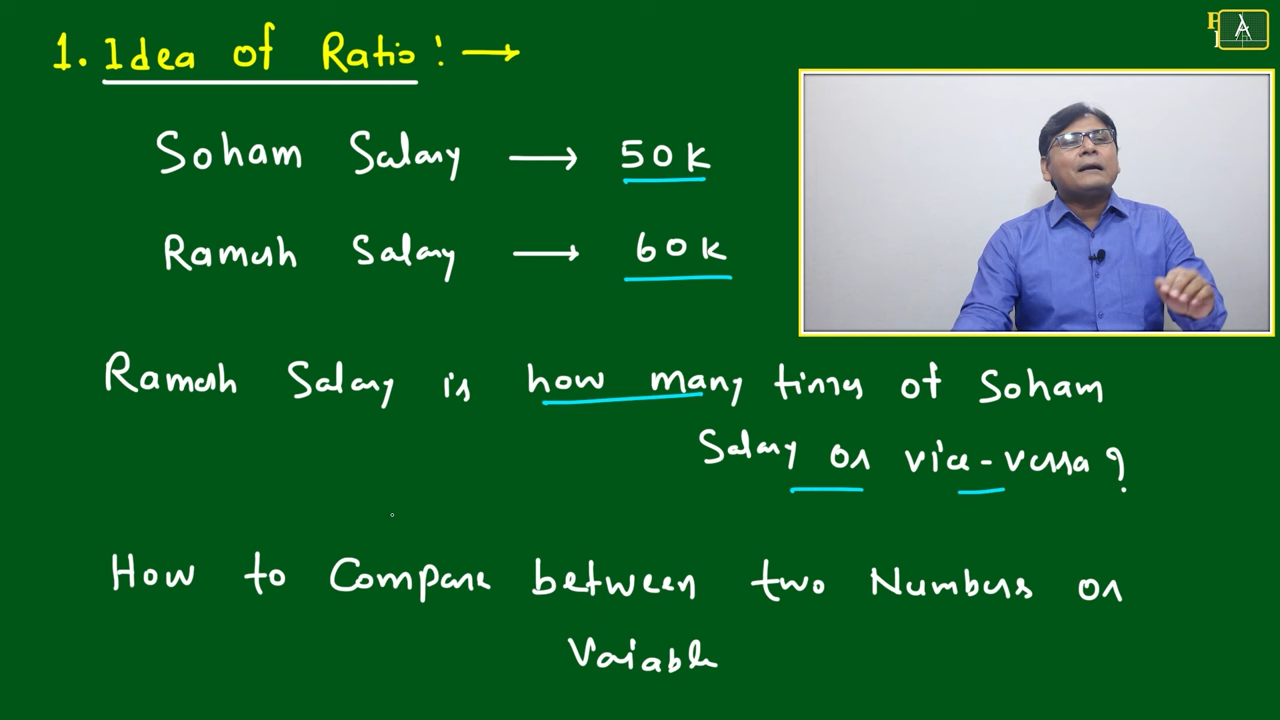 1. Idea of Ratio : →
Soham Salary → 50K
Ramesh Salary → 60K
Ramesh Salary is how many times of Soham
Salary or vice-versa ?
How to Compare between two Numbers or
Variable